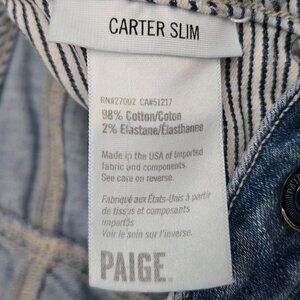 CARTER SLIM
RN#27002 CA#51217
98% Cotton/Coton
2% Elastane/Élasthanne
Made in the USA of imported
fabric and components.
See care on reverse.
Fabriqué aux États-Unis à partir
de tissus et composants
importés
Voir le soin sur l'inverse.
PAIGE